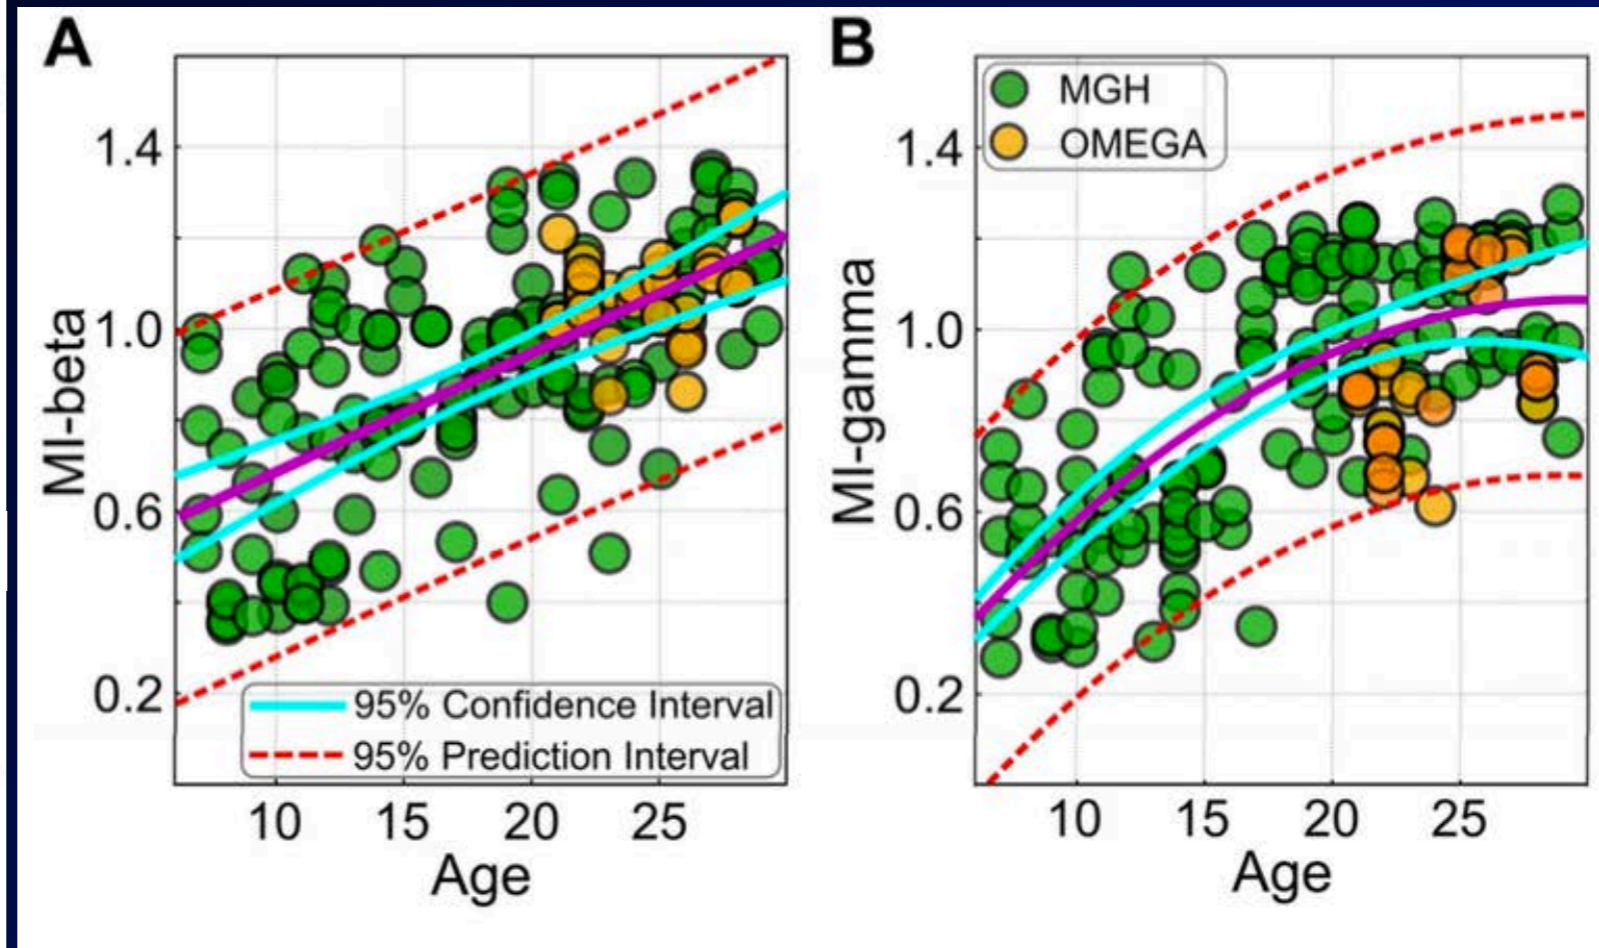 A
MI-beta
1.4
1.0
0.6
0.2
95% Confidence Interval
95% Prediction Interval
10 15 20 25
Age
B
MI-gamma
MGH
OMEGA
1.4
1.0
0.6
0.2
10 15 20 25
Age